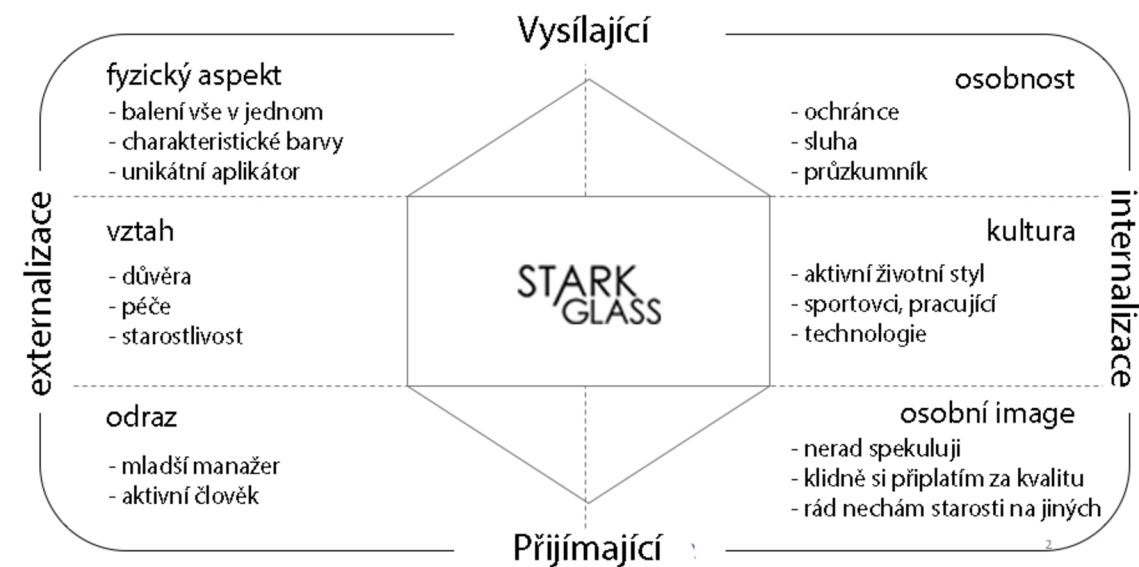 Vysílající
fyzický aspekt
- balení vše v jednom
- charakteristické barvy
- unikátní aplikátor
osobnost
- ochránce
- sluha
- průzkumník
externalizace
vztah
- důvěra
- péče
- starostlivost
STARK
GLASS
kultura
- aktivní životní styl
- sportovci, pracující
- technologie
internalizace
odraz
- mladší manažer
- aktivní člověk
osobní image
- nerad spekuluji
- klidně si připlatím za kvalitu
- rád nechám starosti na jiných
Přijímající
2